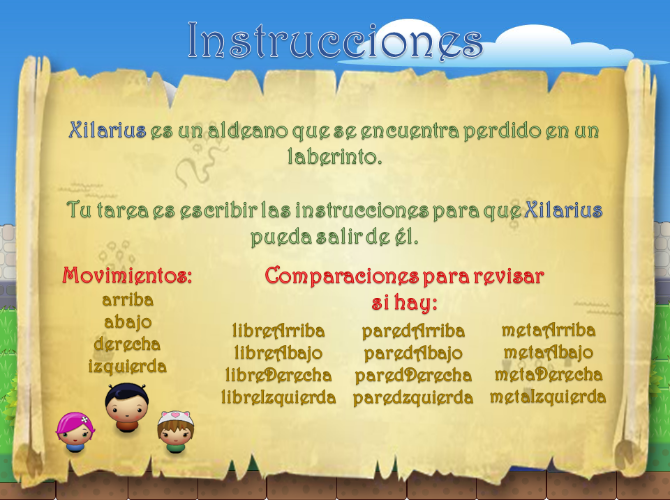 Instrucciones
Xilarius es un aldeano que se encuentra perdido en un
laberinto.
Tu tarea es escribir las instrucciones para que Xilarius
pueda salir de él.
Movimientos:
arriba
abajo
derecha
izquierda
Comparaciones para revisar
si hay:
libreArriba paredArriba metaArriba
libreAbajo paredAbajo metaAbajo
libreDerecha paredDerecha metaDerecha
libreIzquierda paredzquierda metaIzquierda